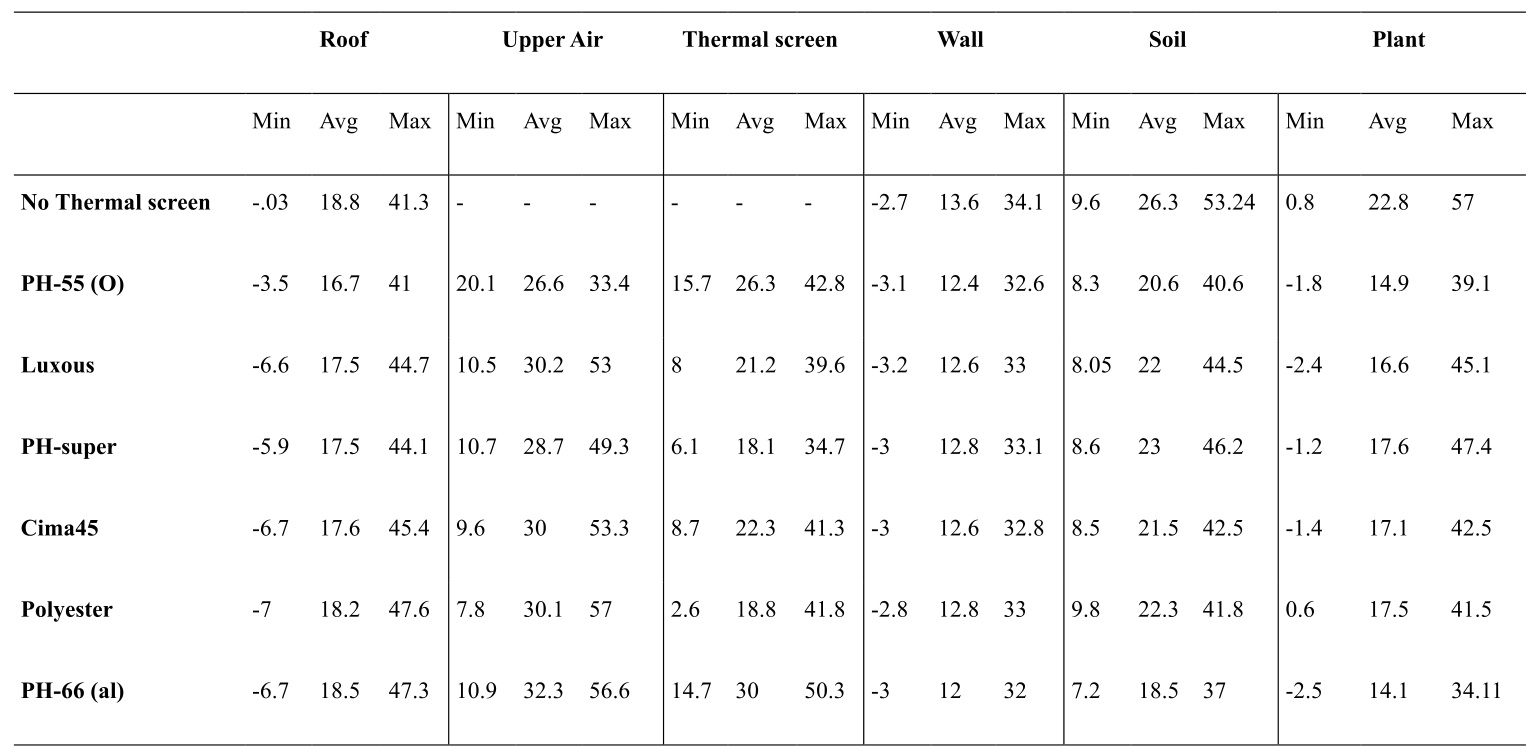 Roof Upper Air Thermal screen Wall Soil Plant
Min Avg Max Min Avg Max Min Avg Max Min Avg Max Min Avg Max Min Avg Max
No Thermal screen -.03 18.8 41.3 - - - - - - -2.7 13.6 34.1 9.6 26.3 53.24 0.8 22.8 57
PH-55 (O) -3.5 16.7 41 20.1 26.6 33.4 15.7 26.3 42.8 -3.1 12.4 32.6 8.3 20.6 40.6 -1.8 14.9 39.1
Luxous -6.6 17.5 44.7 10.5 30.2 53 8 21.2 39.6 -3.2 12.6 33 8.05 22 44.5 -2.4 16.6 45.1
PH-super -5.9 17.5 44.1 10.7 28.7 49.3 6.1 18.1 34.7 -3 12.8 33.1 8.6 23 46.2 -1.2 17.6 47.4
Cima45 -6.7 17.6 45.4 9.6 30 53.3 8.7 22.3 41.3 -3 12.6 32.8 8.5 21.5 42.5 -1.4 17.1 42.5
Polyester -7 18.2 47.6 7.8 30.1 57 2.6 18.8 41.8 -2.8 12.8 33 9.8 22.3 41.8 0.6 17.5 41.5
PH-66 (al) -6.7 18.5 47.3 10.9 32.3 56.6 14.7 30 50.3 -3 12 32 7.2 18.5 37 -2.5 14.1 34.11